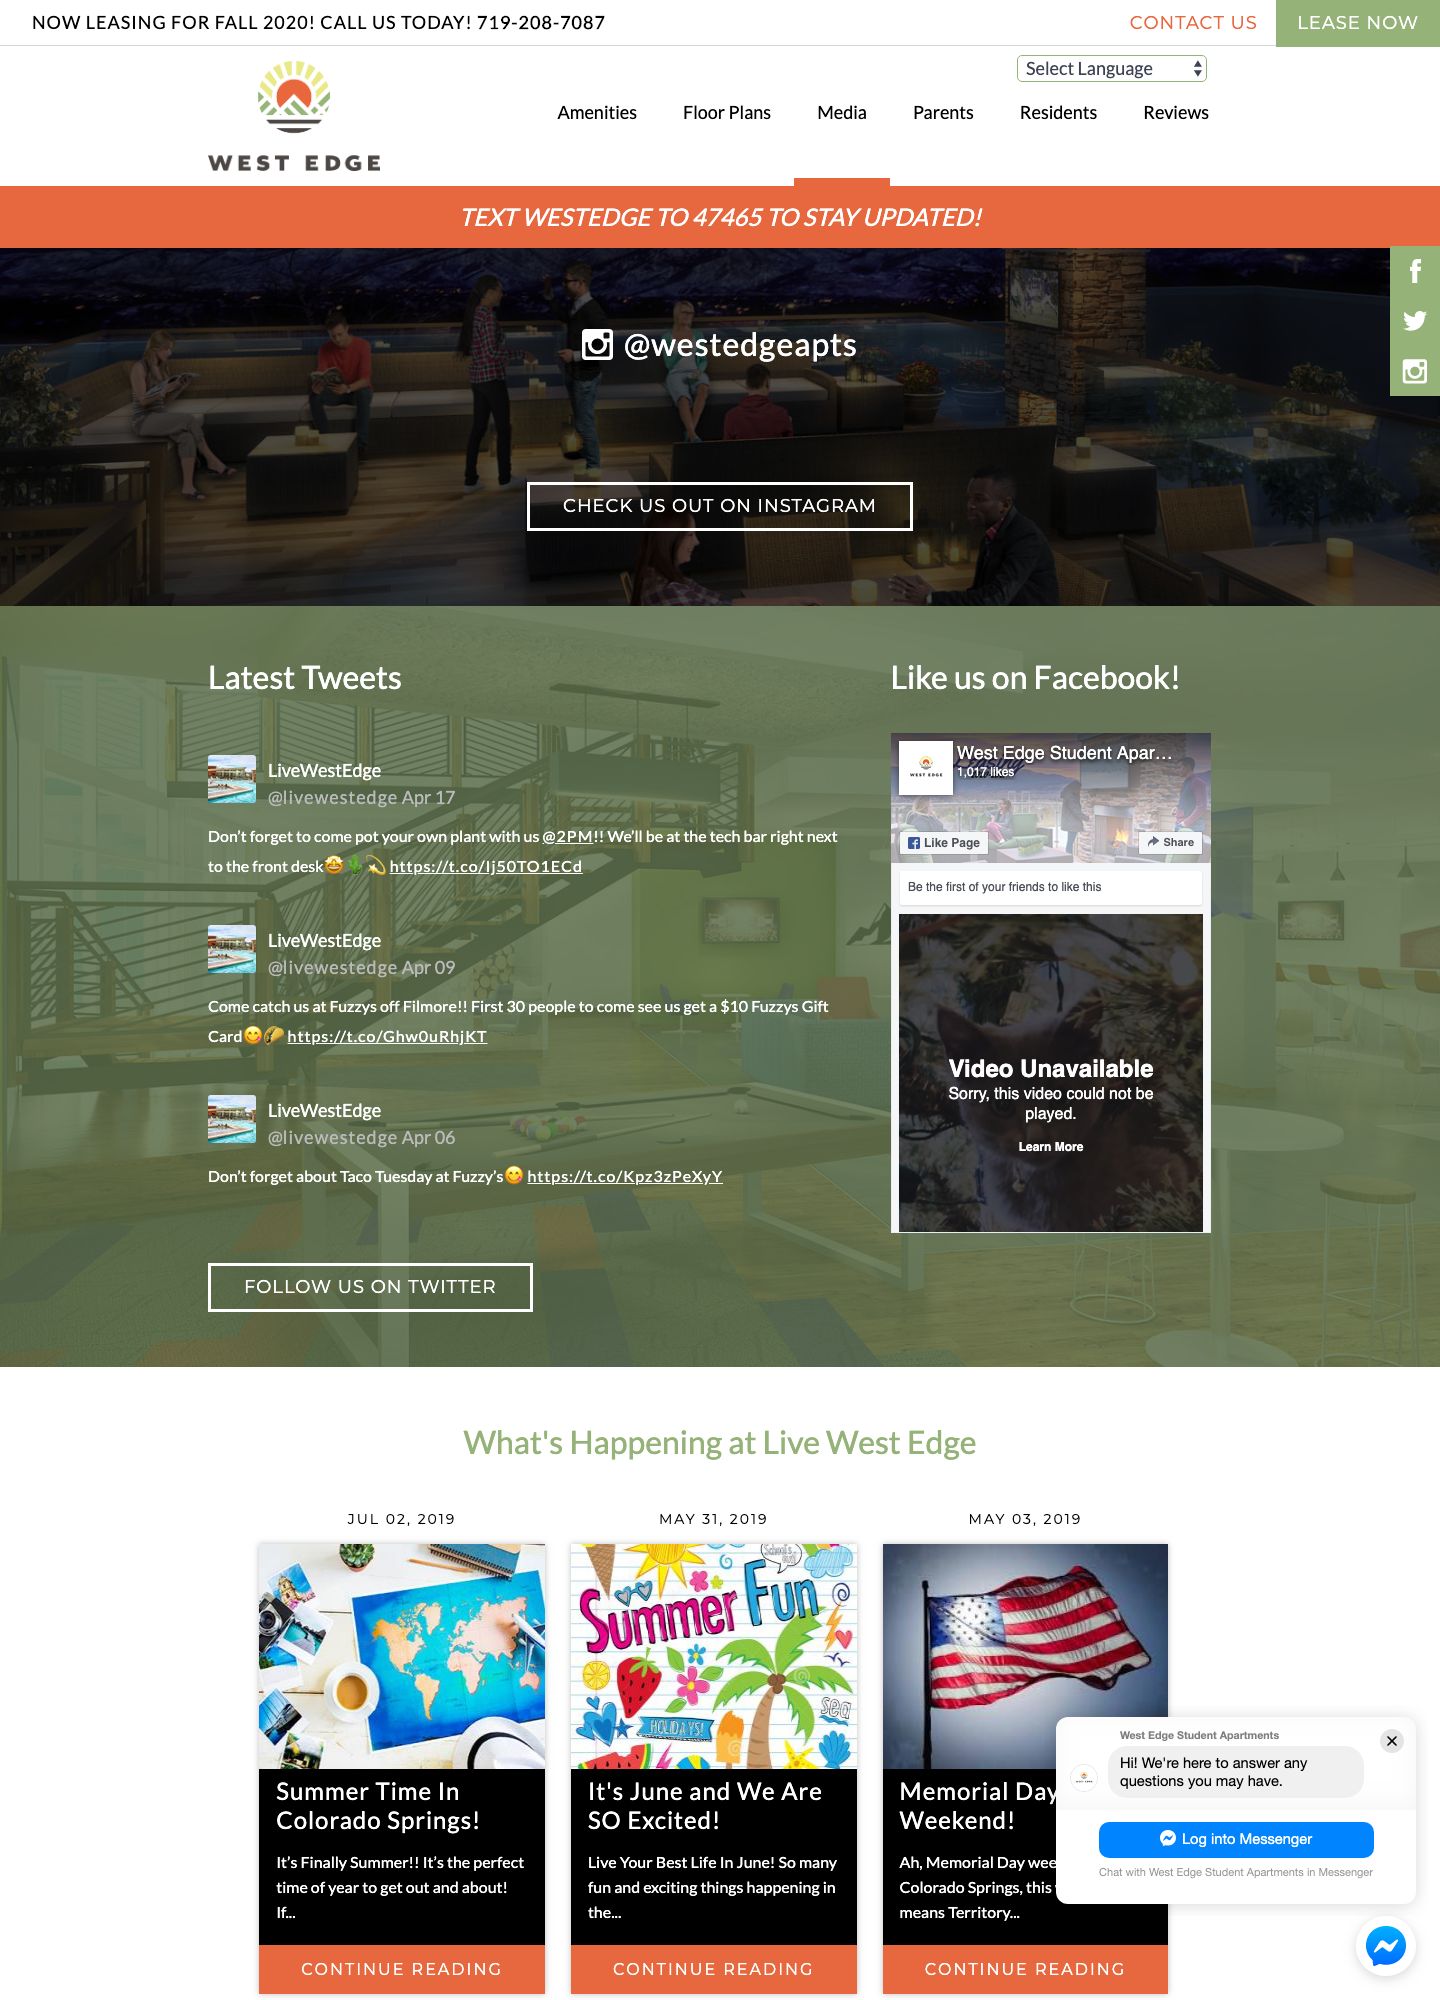 NOW LEASING FOR FALL 2020! CALL US TODAY! 719-208-7087
CONTACT US
LEASE NOW
Select Language
WEST EDGE
Amenities
Floor Plans
Media
Parents
Residents
Reviews
TEXT WESTEDGE TO 47465 TO STAY UPDATED!
@westedgeapts
CHECK US OUT ON INSTAGRAM
Latest Tweets
LiveWestEdge
@livewestedge Apr 17
Don’t forget to come pot your own plant with us @2PM!! We’ll be at the tech bar right next
to the front desk🤩🌵💫 https://t.co/Ij50TO1ECd
LiveWestEdge
@livewestedge Apr 09
Come catch us at Fuzzys off Filmore!! First 30 people to come see us get a $10 Fuzzys Gift
Card😋🌮 https://t.co/Ghw0uRhjKT
LiveWestEdge
@livewestedge Apr 06
Don’t forget about Taco Tuesday at Fuzzy’s😋 https://t.co/Kpz3zPeXyY
FOLLOW US ON TWITTER
Like us on Facebook!
WEST EDGE
West Edge Student Apar...
1,017 likes
Like Page
Share
Be the first of your friends to like this
Video Unavailable
Sorry, this video could not be
played.
Learn More
What's Happening at Live West Edge
JUL 02, 2019
Summer Time In
Colorado Springs!
It’s Finally Summer!! It’s the perfect
time of year to get out and about!
If...
CONTINUE READING
MAY 31, 2019
School's out!
Summer Fun
HOLIDAYS!
sea
It's June and We Are
SO Excited!
Live Your Best Life In June! So many
fun and exciting things happening in
the...
CONTINUE READING
MAY 03, 2019
Memorial Day
Weekend!
Ah, Memorial Day wee
Colorado Springs, this
means Territory...
CONTINUE READING
West Edge Student Apartments
Hi! We're here to answer any
questions you may have.
Log into Messenger
Chat with West Edge Student Apartments in Messenger